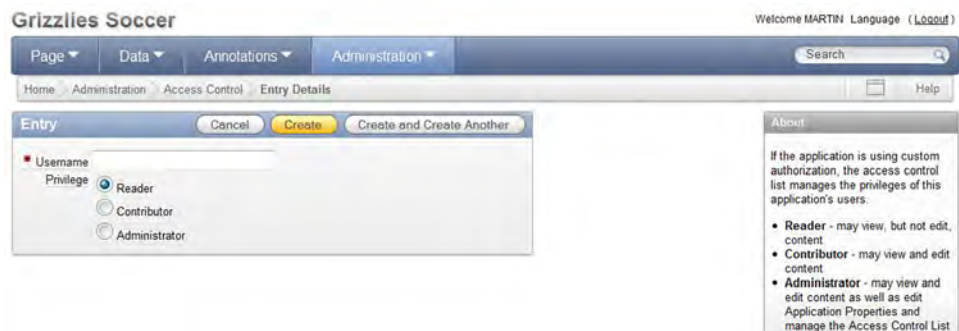 Grizzlies Soccer
Welcome MARTIN Language (Logout)
Page Data Annotations Administration
Search
Home Administration Access Control Entry Details
Help
Entry
Cancel Create Create and Create Another
Username
Privilege
Reader
Contributor
Administrator
About
If the application is using custom
authorization, the access control
list manages the privileges of this
application's users.
• Reader - may view, but not edit,
content
• Contributor - may view and edit
content
• Administrator - may view and
edit content as well as edit
Application Properties and
manage the Access Control List